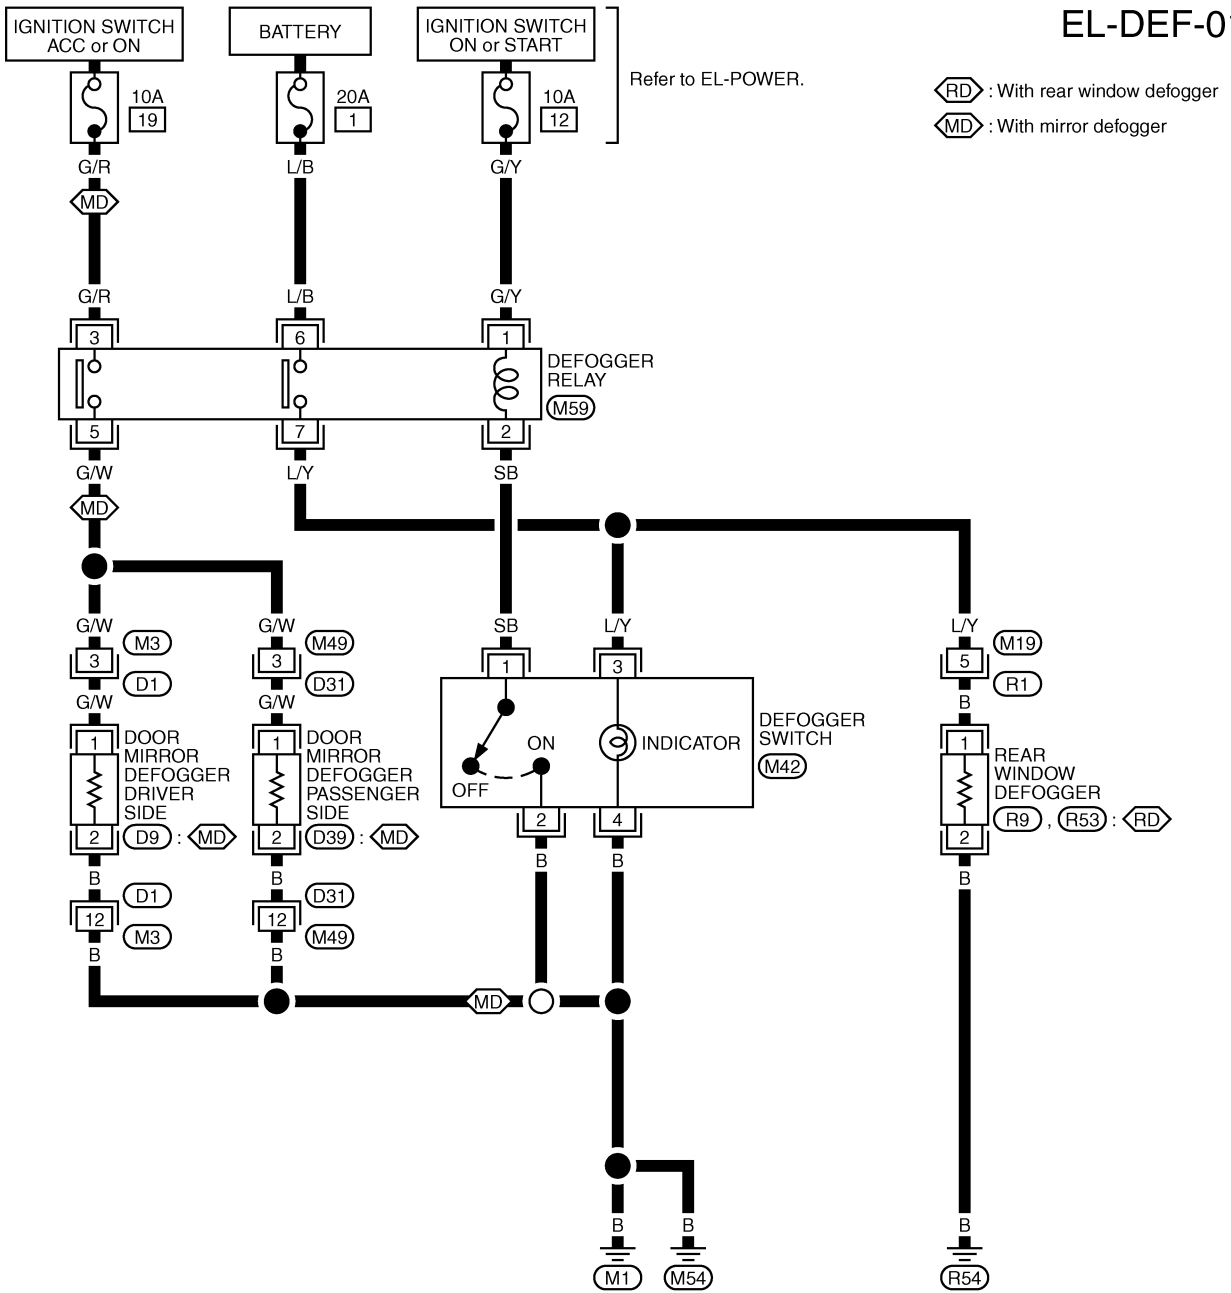 EL-DEF-0
IGNITION SWITCH
ACC or ON
BATTERY
IGNITION SWITCH
ON or START
Refer to EL-POWER.
RD : With rear window defogger
MD : With mirror defogger
10A
19
20A
1
10A
12
G/R
L/B
G/Y
MD
G/R
L/B
G/Y
3
6
1
DEFOGGER
RELAY
M59
5
7
2
G/W
L/Y
SB
MD
G/W
G/W
SB
L/Y
L/Y
M3
M49
M19
3
3
1
3
5
D1
D31
R1
G/W
G/W
B
1
DOOR
MIRROR
DEFOGGER
DRIVER
SIDE
2
D9 : MD
1
DOOR
MIRROR
DEFOGGER
PASSENGER
SIDE
2
D39 : MD
OFF
ON
INDICATOR
DEFOGGER
SWITCH
M42
2
4
1
REAR
WINDOW
DEFOGGER
R9 , R53 : RD
2
B
B
B
B
B
D1
D31
12
12
M3
M49
B
B
MD
B
B
B
M1
M54
R54